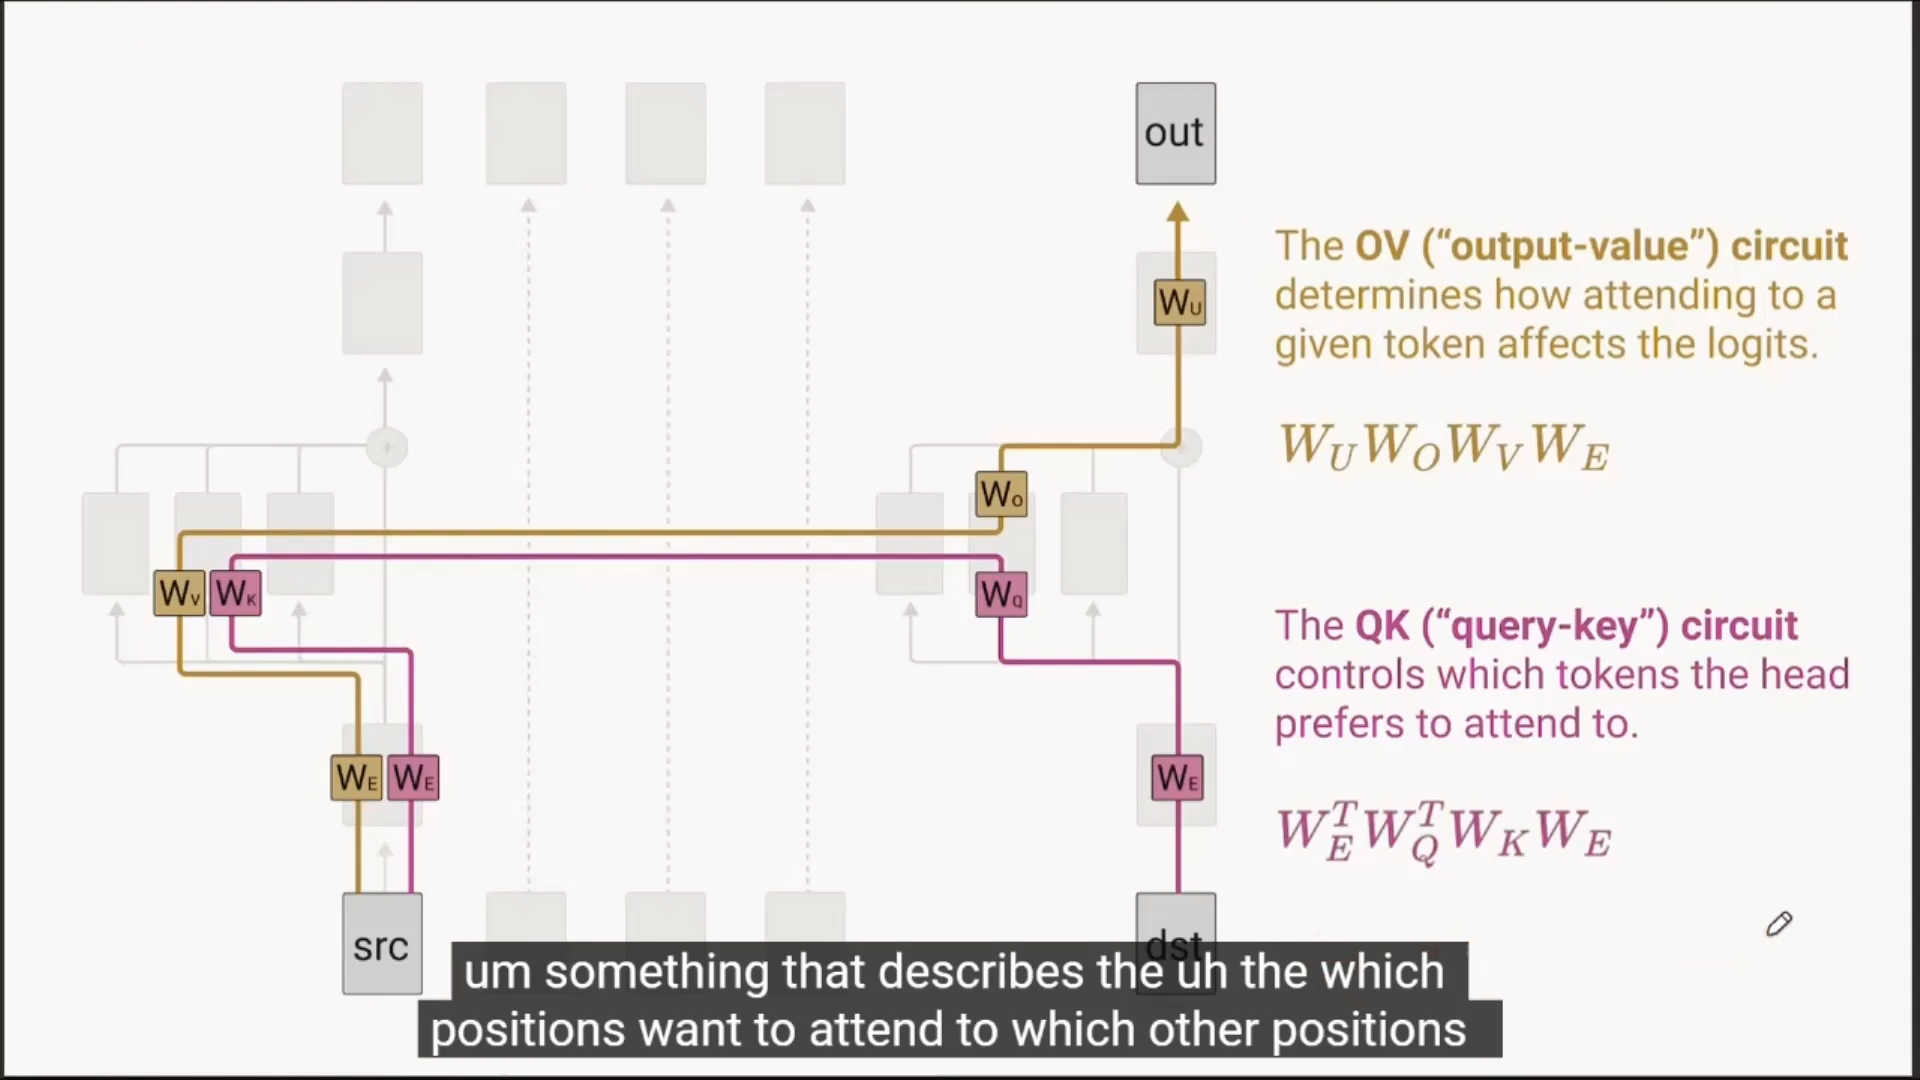 out
The OV (“output-value”) circuit
determines how attending to a
given token affects the logits.
W_U
W_U W_O W_V W_E
W_O
W_V W_K
W_Q
The QK (“query-key”) circuit
controls which tokens the head
prefers to attend to.
W_E W_E
W_E
W_E^T W_Q^T W_K W_E
src
dst
um something that describes the uh the which
positions want to attend to which other positions